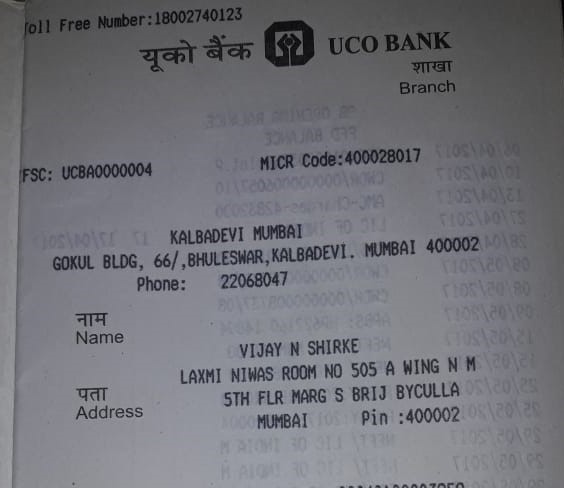 Toll Free Number:18002740123
यूको बैंक UCO BANK
शाखा
Branch
FSC: UCBA0000004 MICR Code:400028017
KALBADEVI MUMBAI
GOKUL BLDG, 66/,BHULESWAR,KALBADEVI. MUMBAI 400002
Phone: 22068047
नाम
Name
VIJAY N SHIRKE
LAXMI NIWAS ROOM NO 505 A WING N M
पता
5TH FLR MARG S BRIJ BYCULLA
Address
MUMBAI Pin :400002